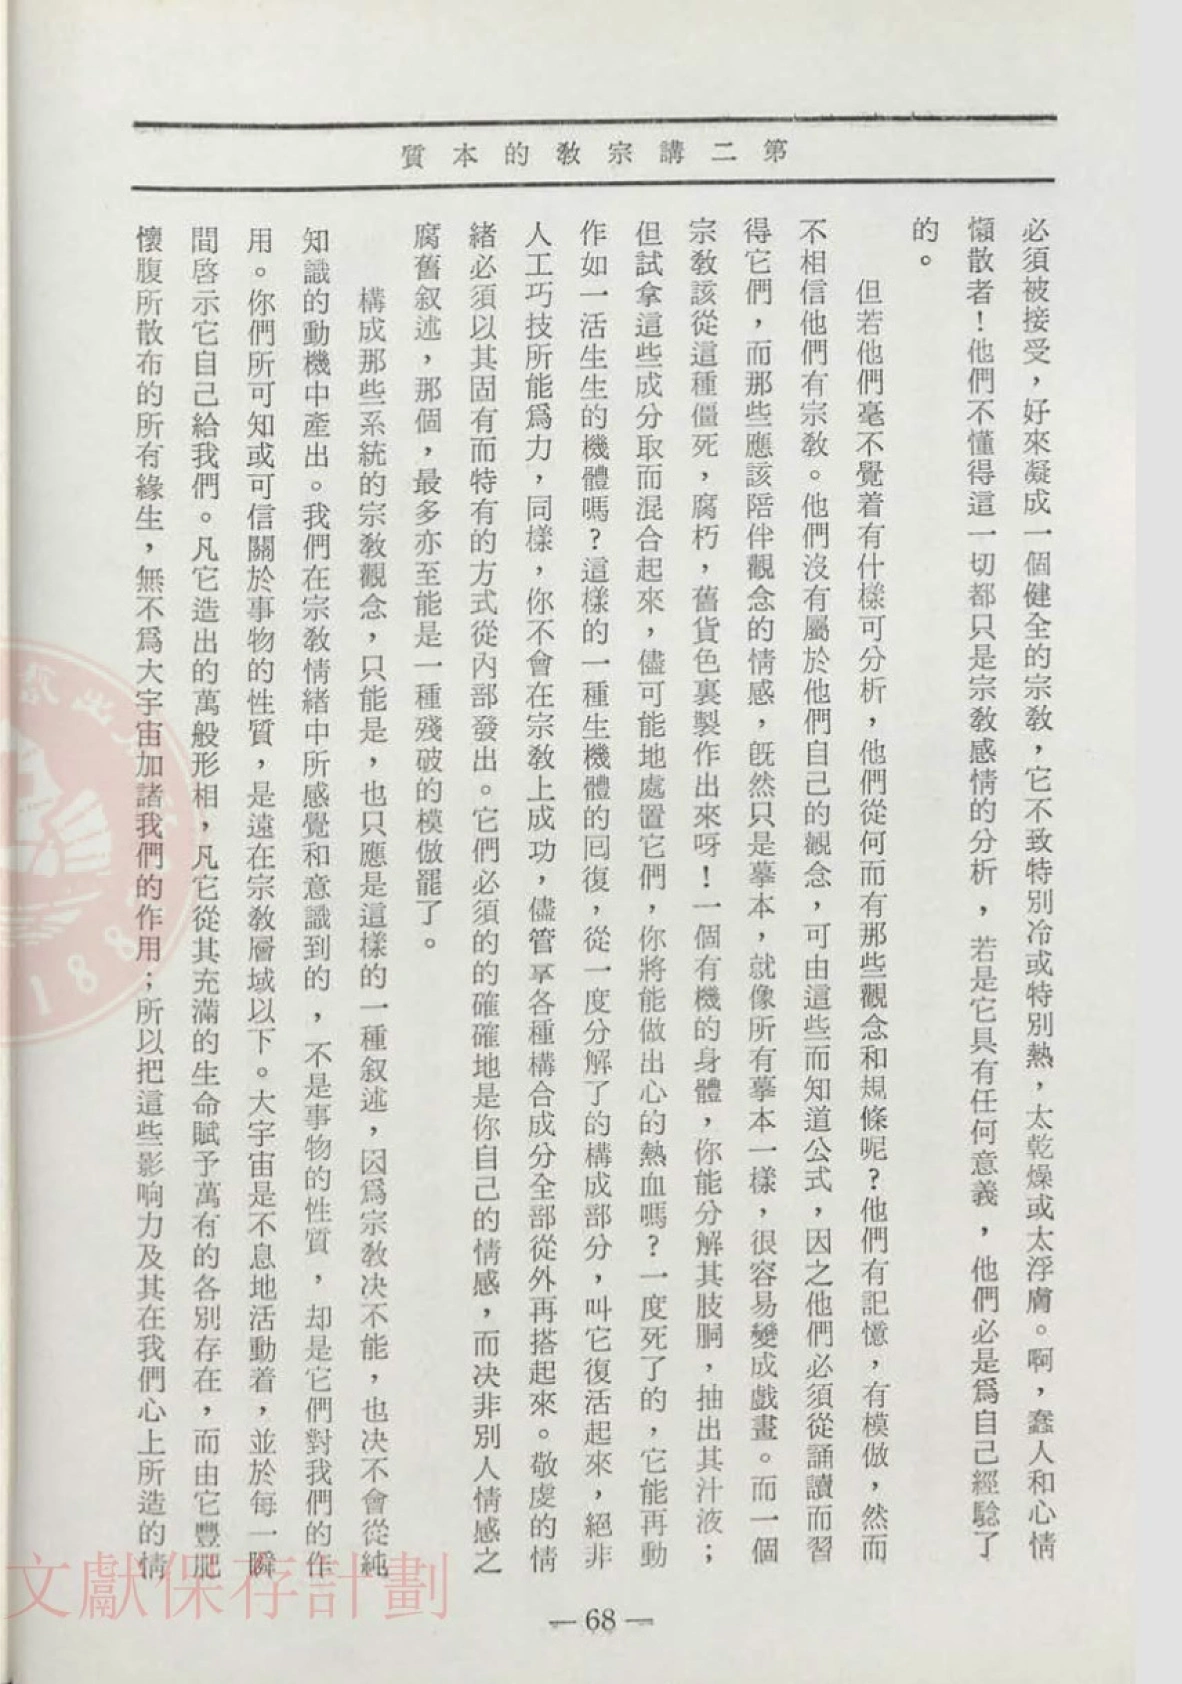 第二講宗教的本質
必須被接受，好來凝成一個健全的宗教，它不致特別冷或特別熱，太乾燥或太浮膚。啊，蠢人和心情
懶散者！他們不懂得這一切都只是宗教感情的分析，若是它具有任何意義，他們必是爲自己經驗了
的。
但若他們毫不覺着有什樣可分析，他們從何而有那些觀念和規條呢？他們有記憶，有模倣，然而
不相信他們有宗教。他們沒有屬於他們自己的觀念，可由這些而知道公式，因之他們必須從誦讀而習
得它們，而那些應該陪伴觀念的情感，既然只是摹本，就像所有摹本一樣，很容易變成戲畫。而一個
宗教該從這種僵死，腐朽，舊貨色裏製作出來呀！一個有機的身體，你能分解其肢胴，抽出其汁液；
但試拿這些成分取而混合起來，儘可能地處置它們，你將能做出心的熱血嗎？一度死了的，它能再動
作如一活生生的機體嗎？這樣的一種生機體的囘復，從一度分解了的構成部分，叫它復活起來，絕非
人工巧技所能爲力，同樣，你不會在宗教上成功，儘管拿各種構合成分全部從外再搭起來。敬虔的情
緒必須以其固有而特有的方式從內部發出。它們必須的的確確地是你自己的情感，而决非別人情感之
腐舊叙述，那個，最多亦至能是一種殘破的模倣罷了。
構成那些系統的宗教觀念，只能是，也只應是這樣的一種叙述，因爲宗教决不能，也决不會從純
知識的動機中產出。我們在宗教情緒中所感覺和意識到的，不是事物的性質，却是它們對我們的作
用。你們所可知或可信關於事物的性質，是遠在宗教層域以下。大宇宙是不息地活動着，並於每一瞬
間啓示它自己給我們。凡它造出的萬般形相，凡它從其充滿的生命賦予萬有的各別存在，而由它豐肥
懷腹所散布的所有緣生，無不爲大宇宙加諸我們的作用；所以把這些影响力及其在我們心上所造的情
— 68 —
文獻保存計劃
188